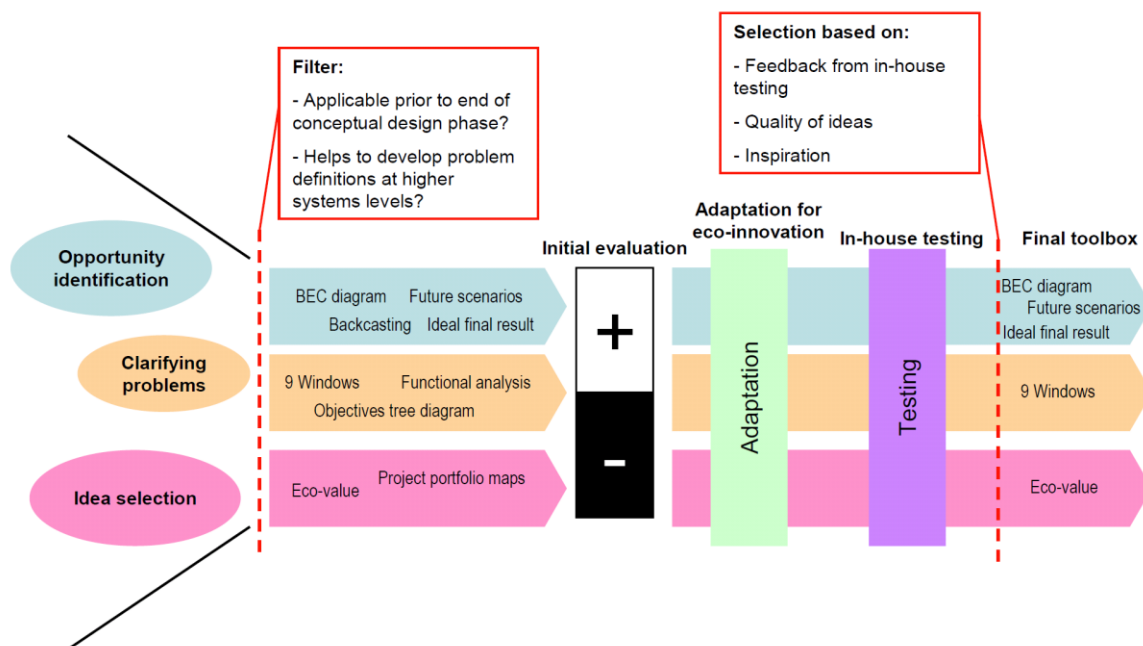 Filter:
- Applicable prior to end of
conceptual design phase?
- Helps to develop problem
definitions at higher
systems levels?
Selection based on:
- Feedback from in-house
testing
- Quality of ideas
- Inspiration
Opportunity
identification
Clarifying
problems
Idea selection
Initial evaluation
Adaptation for
eco-innovation
In-house testing
Final toolbox
BEC diagram
Future scenarios
Backcasting
Ideal final result
9 Windows
Functional analysis
Objectives tree diagram
Eco-value
Project portfolio maps
+
-
Adaptation
Testing
BEC diagram
Future scenarios
Ideal final result
9 Windows
Eco-value